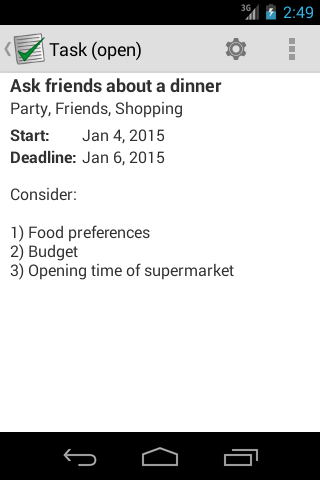 3G 2:49
Task (open)
Ask friends about a dinner
Party, Friends, Shopping
Start: Jan 4, 2015
Deadline: Jan 6, 2015
Consider:
1) Food preferences
2) Budget
3) Opening time of supermarket